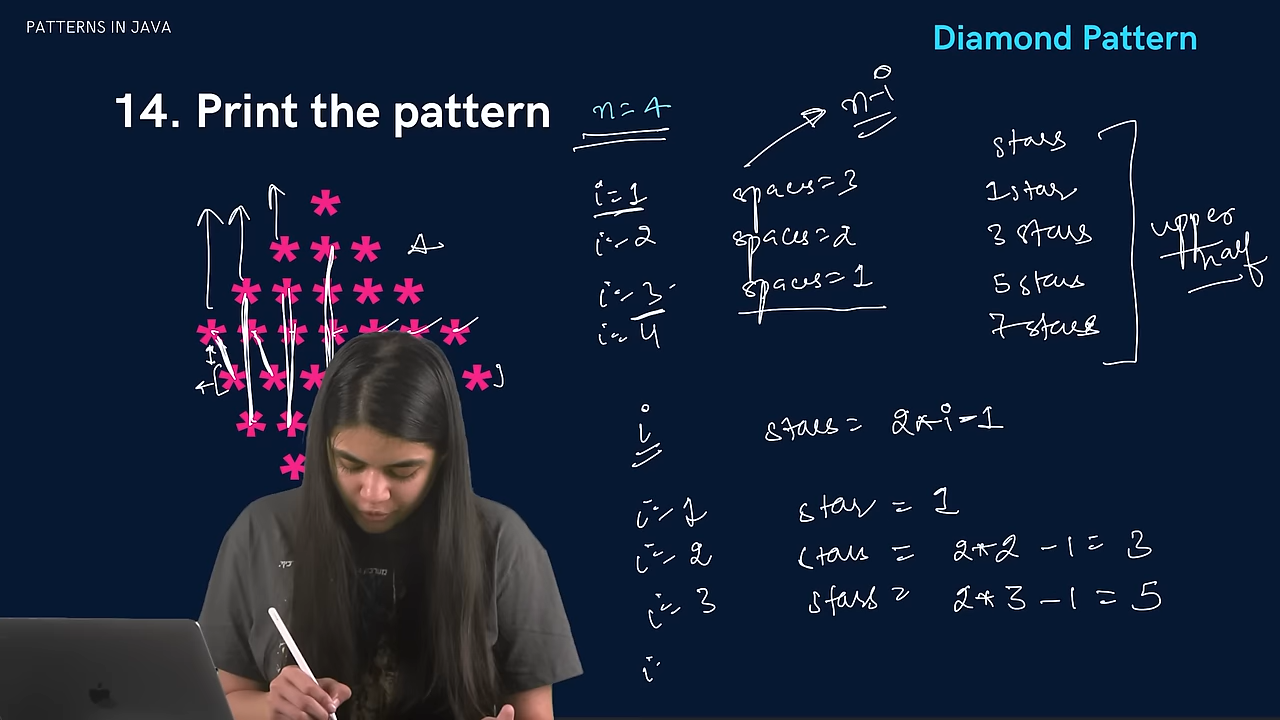 PATTERNS IN JAVA
Diamond Pattern
14. Print the pattern
n=4
n-i
stars
i=1 spaces=3 1 star
i=2 spaces=2 3 stars
i=3 spaces=1 5 stars
i=4 7 stars
upper
half
i stars = 2*i-1
i=1 star = 1
i=2 stars = 2*2-1=3
i=3 stars = 2*3-1=5
i